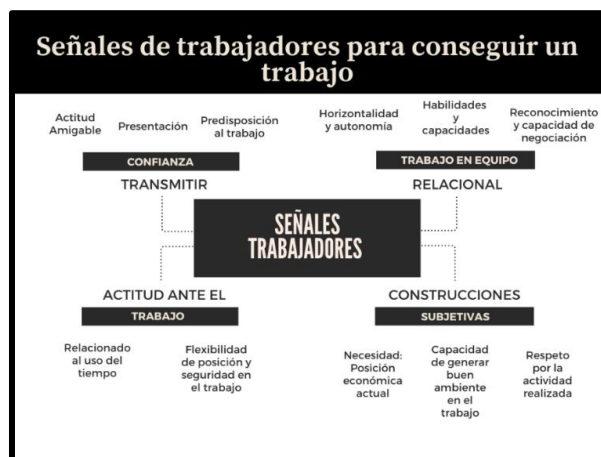 Señales de trabajadores para conseguir un
trabajo
Actitud
Amigable
Presentación
Predisposición
al trabajo
CONFIANZA
TRANSMITIR
Horizontalidad
y autonomía
Habilidades
y
capacidades
Reconocimiento
y capacidad de
negociación
TRABAJO EN EQUIPO
RELACIONAL
SEÑALES
TRABAJADORES
ACTITUD ANTE EL
TRABAJO
Relacionado
al uso del
tiempo
Flexibilidad
de posición y
seguridad en
el trabajo
CONSTRUCCIONES
SUBJETIVAS
Necesidad:
Posición
económica
actual
Capacidad
de generar
buen
ambiente
en el
trabajo
Respeto
por la
actividad
realizada